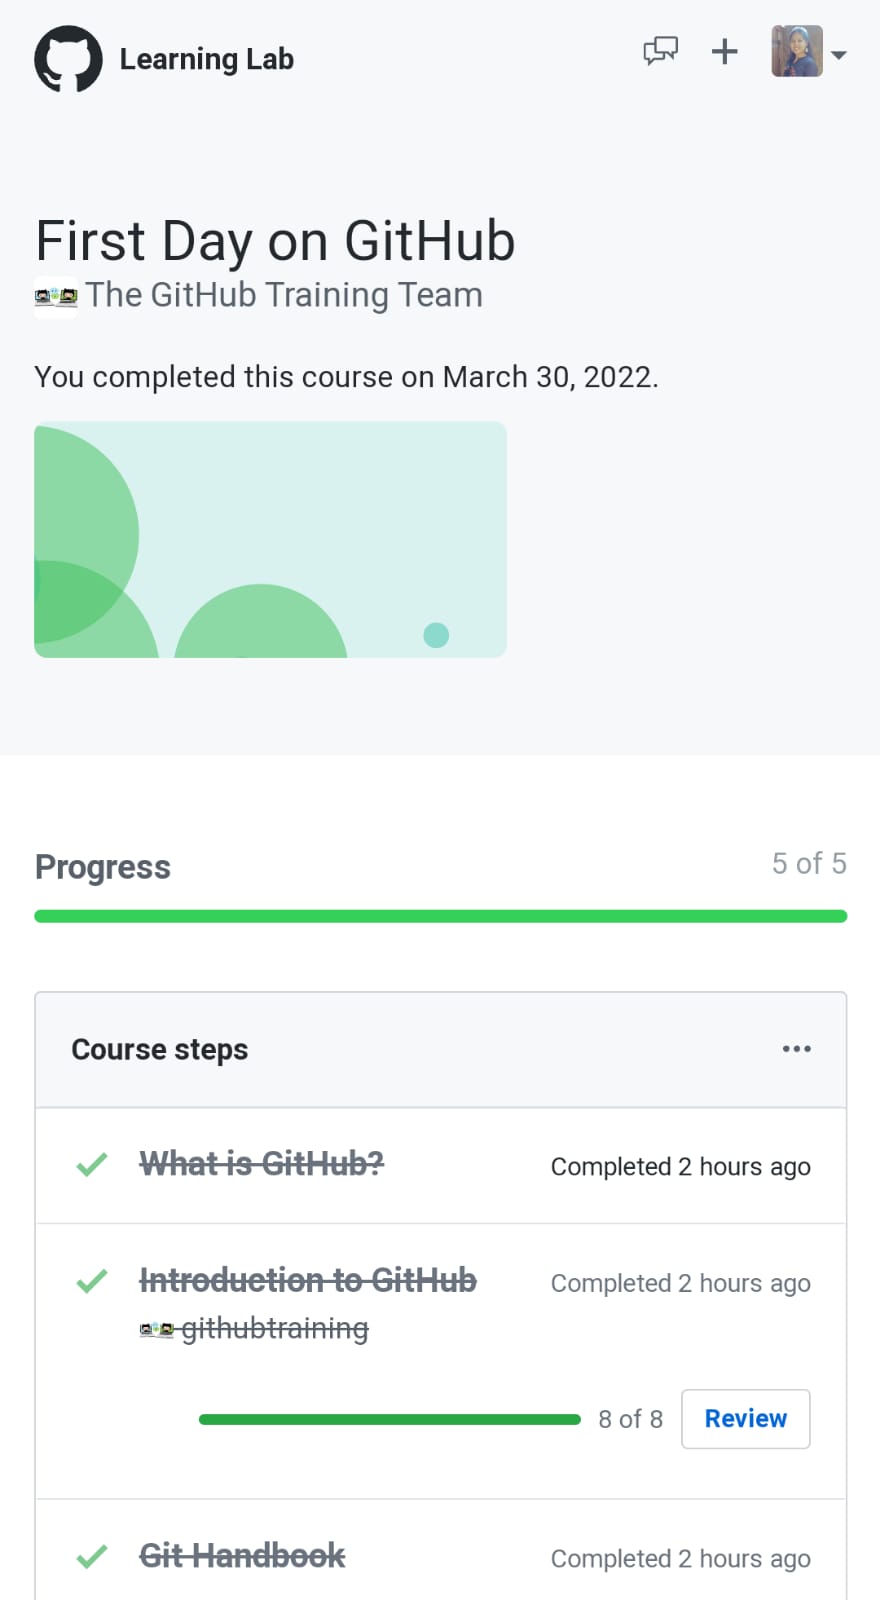 Learning Lab
First Day on GitHub
The GitHub Training Team
You completed this course on March 30, 2022.
Progress
5 of 5
Course steps
What is GitHub?
Completed 2 hours ago
Introduction to GitHub
Completed 2 hours ago
githubtraining
8 of 8
Review
Git Handbook
Completed 2 hours ago